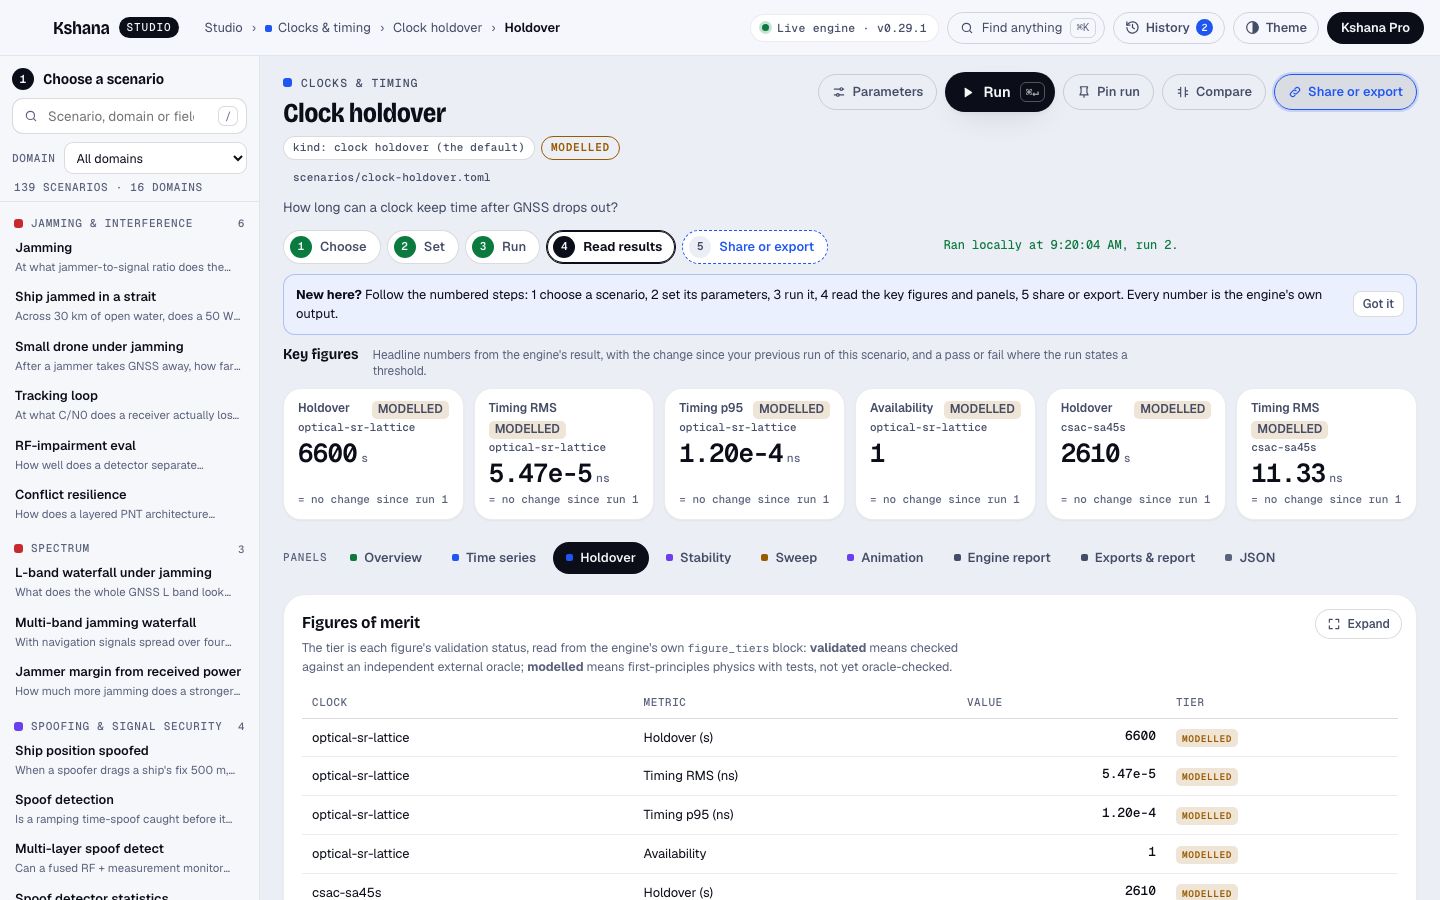 Kshana STUDIO
Studio › Clocks & timing › Clock holdover › Holdover
Live engine · v0.29.1
Find anything ⌘K
History 2
Theme
Kshana Pro
1 Choose a scenario
Scenario, domain or fiel
/
DOMAIN All domains
139 SCENARIOS · 16 DOMAINS
JAMMING & INTERFERENCE 6
Jamming
At what jammer-to-signal ratio does the…
Ship jammed in a strait
Across 30 km of open water, does a 50 W…
Small drone under jamming
After a jammer takes GNSS away, how far…
Tracking loop
At what C/N0 does a receiver actually los…
RF-impairment eval
How well does a detector separate…
Conflict resilience
How does a layered PNT architecture…
SPECTRUM 3
L-band waterfall under jamming
What does the whole GNSS L band look…
Multi-band jamming waterfall
With navigation signals spread over four…
Jammer margin from received power
How much more jamming does a stronger…
SPOOFING & SIGNAL SECURITY 4
Ship position spoofed
When a spoofer drags a ship's fix 500 m,…
Spoof detection
Is a ramping time-spoof caught before it…
Multi-layer spoof detect
Can a fused RF + measurement monitor…
Spoof detector statistics
CLOCKS & TIMING
Clock holdover
kind: clock holdover (the default) MODELLED
scenarios/clock-holdover.toml
How long can a clock keep time after GNSS drops out?
Parameters
Run ⌘↵
Pin run
Compare
Share or export
1 Choose
2 Set
3 Run
4 Read results
5 Share or export
Ran locally at 9:20:04 AM, run 2.
New here? Follow the numbered steps: 1 choose a scenario, 2 set its parameters, 3 run it, 4 read the key figures and panels, 5 share or export. Every number is the engine's own
output.
Got it
Key figures
Headline numbers from the engine's result, with the change since your previous run of this scenario, and a pass or fail where the run states a
threshold.
Holdover MODELLED
optical-sr-lattice
6600 s
= no change since run 1
Timing RMS
MODELLED
optical-sr-lattice
5.47e-5 ns
= no change since run 1
Timing p95 MODELLED
optical-sr-lattice
1.20e-4 ns
= no change since run 1
Availability MODELLED
optical-sr-lattice
1
= no change since run 1
Holdover MODELLED
csac-sa45s
2610 s
= no change since run 1
Timing RMS
MODELLED
csac-sa45s
11.33 ns
= no change since run 1
PANELS Overview Time series Holdover Stability Sweep Animation Engine report Exports & report JSON
Figures of merit
Expand
The tier is each figure's validation status, read from the engine's own figure_tiers block: validated means checked
against an independent external oracle; modelled means first-principles physics with tests, not yet oracle-checked.
CLOCK METRIC VALUE TIER
optical-sr-lattice Holdover (s) 6600 MODELLED
optical-sr-lattice Timing RMS (ns) 5.47e-5 MODELLED
optical-sr-lattice Timing p95 (ns) 1.20e-4 MODELLED
optical-sr-lattice Availability 1 MODELLED
csac-sa45s Holdover (s) 2610 MODELLED